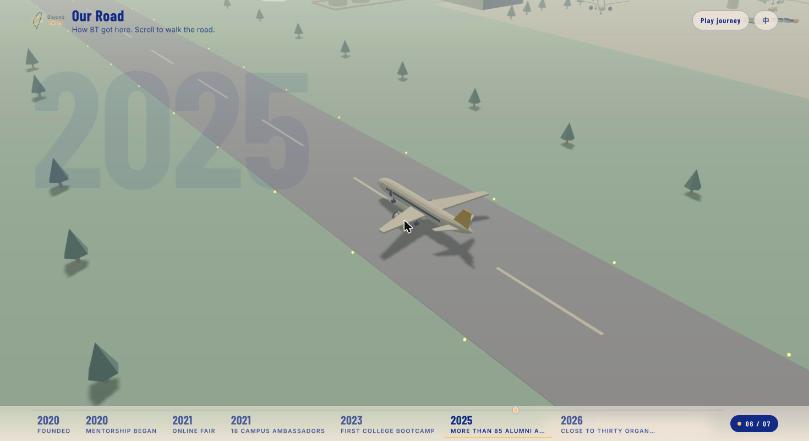 Beyond
Our Road
How BT got here. Scroll to walk the road.
Play journey
中
2025
2020
FOUNDED
2020
MENTORSHIP BEGAN
2021
ONLINE FAIR
2021
18 CAMPUS AMBASSADORS
2023
FIRST COLLEGE BOOTCAMP
2025
MORE THAN 85 ALUMNI A...
2026
CLOSE TO THIRTY ORGAN...
06 / 07